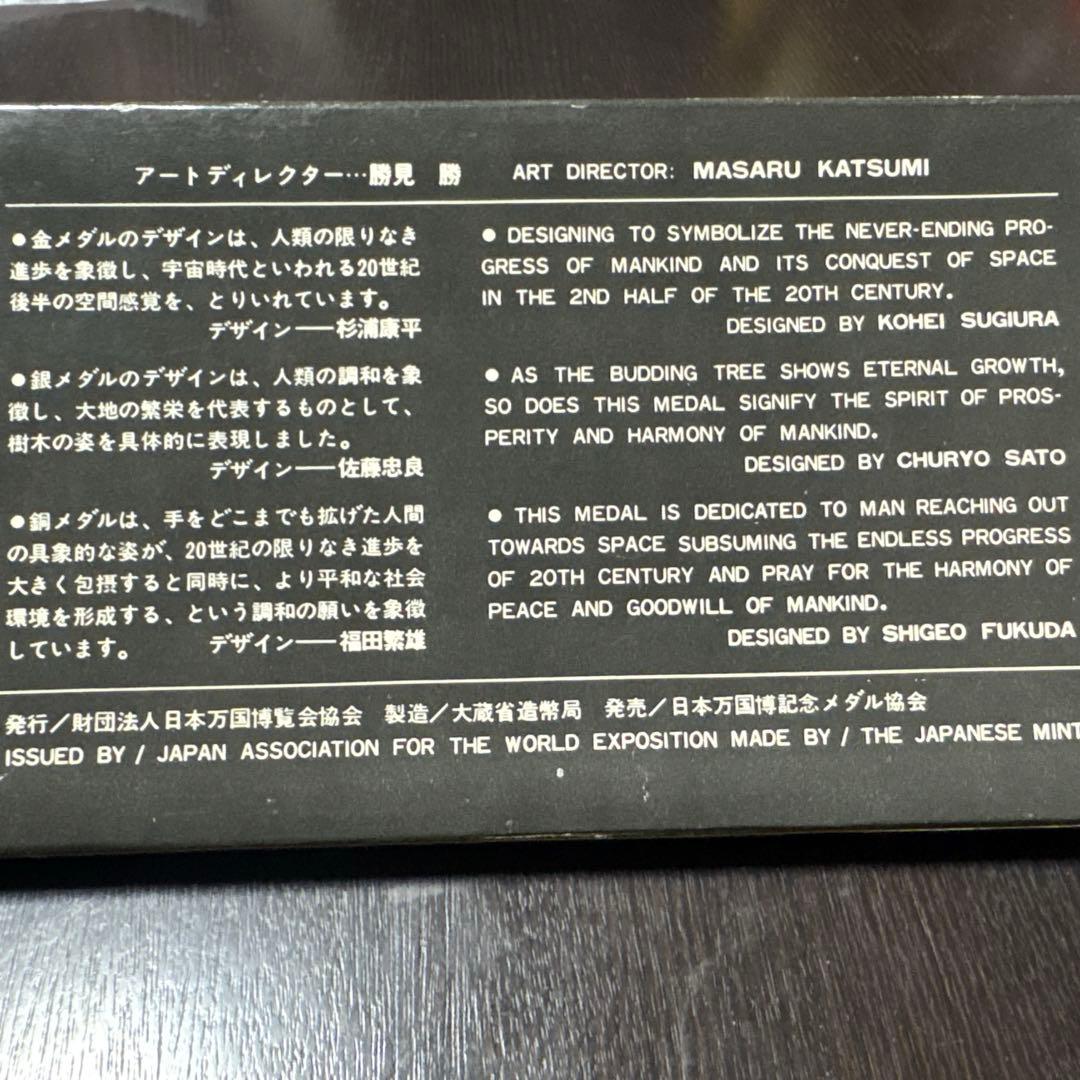 アートディレクター…勝見 勝 ART DIRECTOR: MASARU KATSUMI
●金メダルのデザインは、人類の限りなき
進歩を象徴し、宇宙時代といわれる20世紀
後半の空間感覚を、とりいれています。
デザイン──杉浦康平
●銀メダルのデザインは、人類の調和を象
徴し、大地の繁栄を代表するものとして、
樹木の姿を具体的に表現しました。
デザイン──佐藤忠良
●銅メダルは、手をどこまでも拡げた人間
の具象的な姿が、20世紀の限りなき進歩を
大きく包摂すると同時に、より平和な社会
環境を形成する、という調和の願いを象徴
しています。 デザイン──福田繁雄
● DESIGNING TO SYMBOLIZE THE NEVER-ENDING PRO-
GRESS OF MANKIND AND ITS CONQUEST OF SPACE
IN THE 2ND HALF OF THE 20TH CENTURY.
DESIGNED BY KOHEI SUGIURA
● AS THE BUDDING TREE SHOWS ETERNAL GROWTH,
SO DOES THIS MEDAL SIGNIFY THE SPIRIT OF PROS-
PERITY AND HARMONY OF MANKIND.
DESIGNED BY CHURYO SATO
● THIS MEDAL IS DEDICATED TO MAN REACHING OUT
TOWARDS SPACE SUBSUMING THE ENDLESS PROGRESS
OF 20TH CENTURY AND PRAY FOR THE HARMONY OF
PEACE AND GOODWILL OF MANKIND.
DESIGNED BY SHIGEO FUKUDA
発行／財団法人日本万国博覧会協会 製造／大蔵省造幣局 発売／日本万国博記念メダル協会
ISSUED BY / JAPAN ASSOCIATION FOR THE WORLD EXPOSITION MADE BY / THE JAPANESE MINT